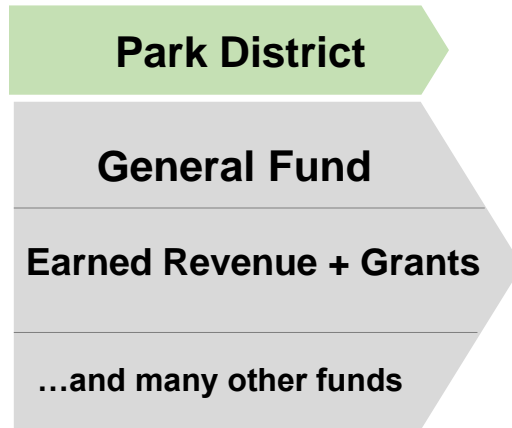 Park District
General Fund
Earned Revenue + Grants
…and many other funds